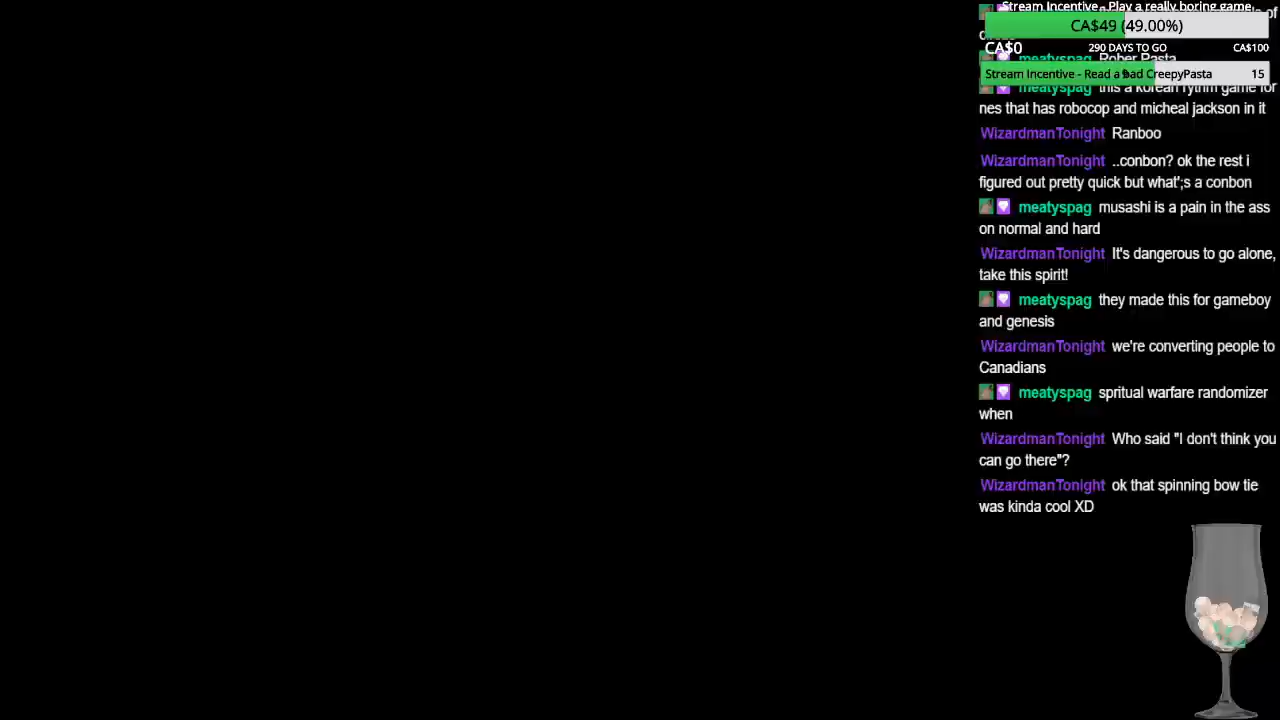 Stream Incentive - Play a really boring game
of
CA$49 (49.00%)
CA$0 290 DAYS TO GO CA$100
meatyspag Rober Pasta
Stream Incentive - Read a bad CreepyPasta 15
meatyspag this a korean rythm game for
nes that has robocop and micheal jackson in it
WizardmanTonight Ranboo
WizardmanTonight ..conbon? ok the rest i
figured out pretty quick but what';s a conbon
meatyspag musashi is a pain in the ass
on normal and hard
WizardmanTonight It's dangerous to go alone,
take this spirit!
meatyspag they made this for gameboy
and genesis
WizardmanTonight we're converting people to
Canadians
meatyspag spritual warfare randomizer
when
WizardmanTonight Who said "I don't think you
can go there"?
WizardmanTonight ok that spinning bow tie
was kinda cool XD